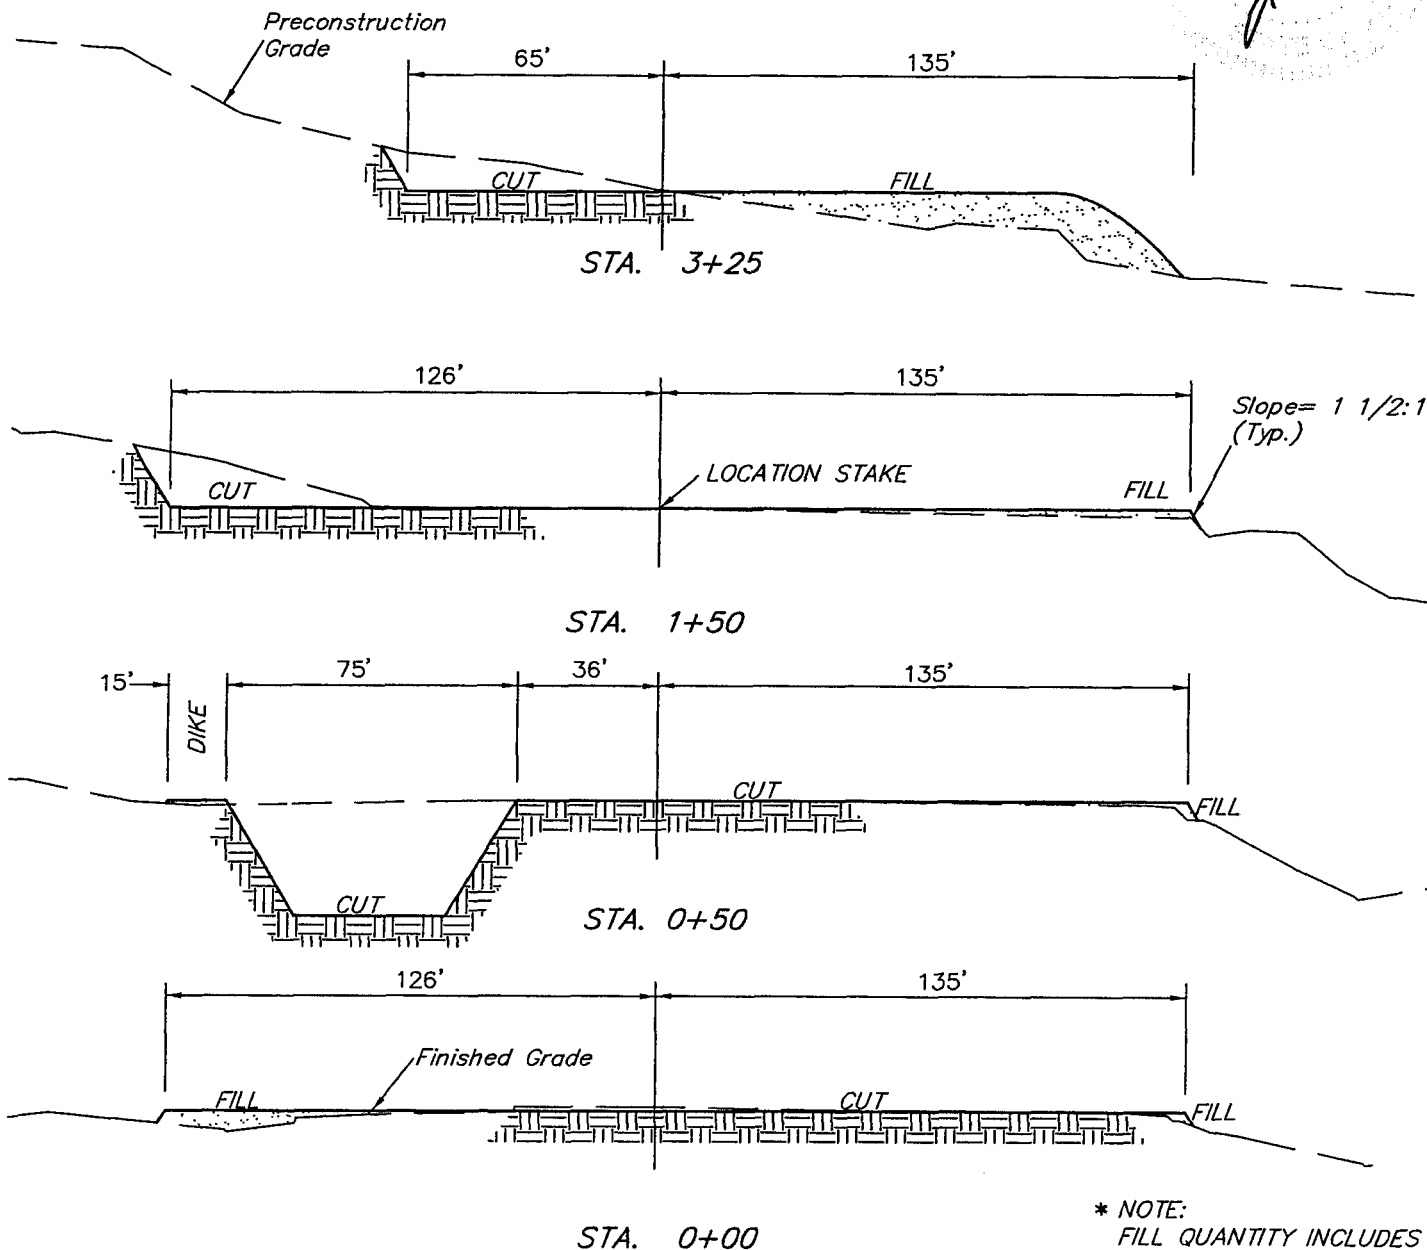 Preconstruction
Grade
65' 135'
CUT FILL
STA. 3+25
126' 135'
Slope= 1 1/2:1
(Typ.)
LOCATION STAKE
CUT FILL
STA. 1+50
15' 75' 36' 135'
DIKE
CUT
FILL
CUT
STA. 0+50
126' 135'
Finished Grade
FILL CUT FILL
* NOTE:
FILL QUANTITY INCLUDES
STA. 0+00